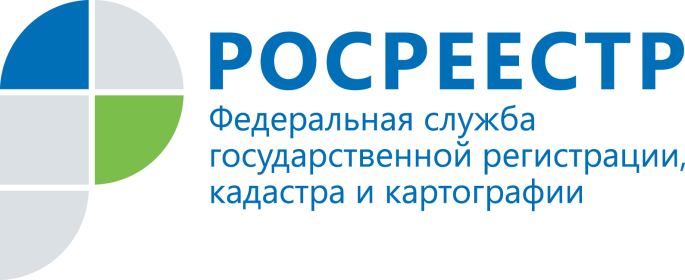 РОСРЕЕСТР
Федеральная служба
государственной регистрации,
кадастра и картографии